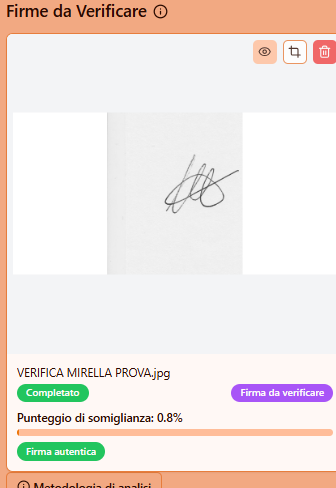 Firme da Verificare
VERIFICA MIRELLA PROVA.jpg
Completato
Firma da verificare
Punteggio di somiglianza: 0.8%
Firma autentica
Metodologia di analisi